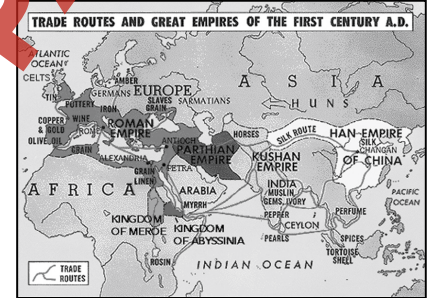 TRADE ROUTES AND GREAT EMPIRES OF THE FIRST CENTURY A.D.
ATLANTIC
OCEAN
CELTS
TIN
AMBER
GERMANS
EUROPE
POTTERY
IRON
SLAVES
GRAIN
SARMATIANS
ASIA
HUNS
COPPER
& GOLD
WINE
ROME
OLIVE OIL
GRAIN
ROMAN
EMPIRE
ANTIOCH
PARTHIAN
EMPIRE
HORSES
SILK ROUTE
HAN EMPIRE
OF CHINA
SILK
CHANGAN
ALEXANDRIA
PETRA
GRAIN
LINEN
KUSHAN
EMPIRE
AFRICA
ARABIA
MYRRH
INDIA
MUSLIN,
GEMS, IVORY
PACIFIC
OCEAN
KINGDOM
OF MEROE
KINGDOM
OF ABYSSINIA
PEPPER
CEYLON
PEARLS
PERFUME
SPICES
TORTOISE
SHELL
ROSIN
INDIAN OCEAN
TRADE
ROUTES